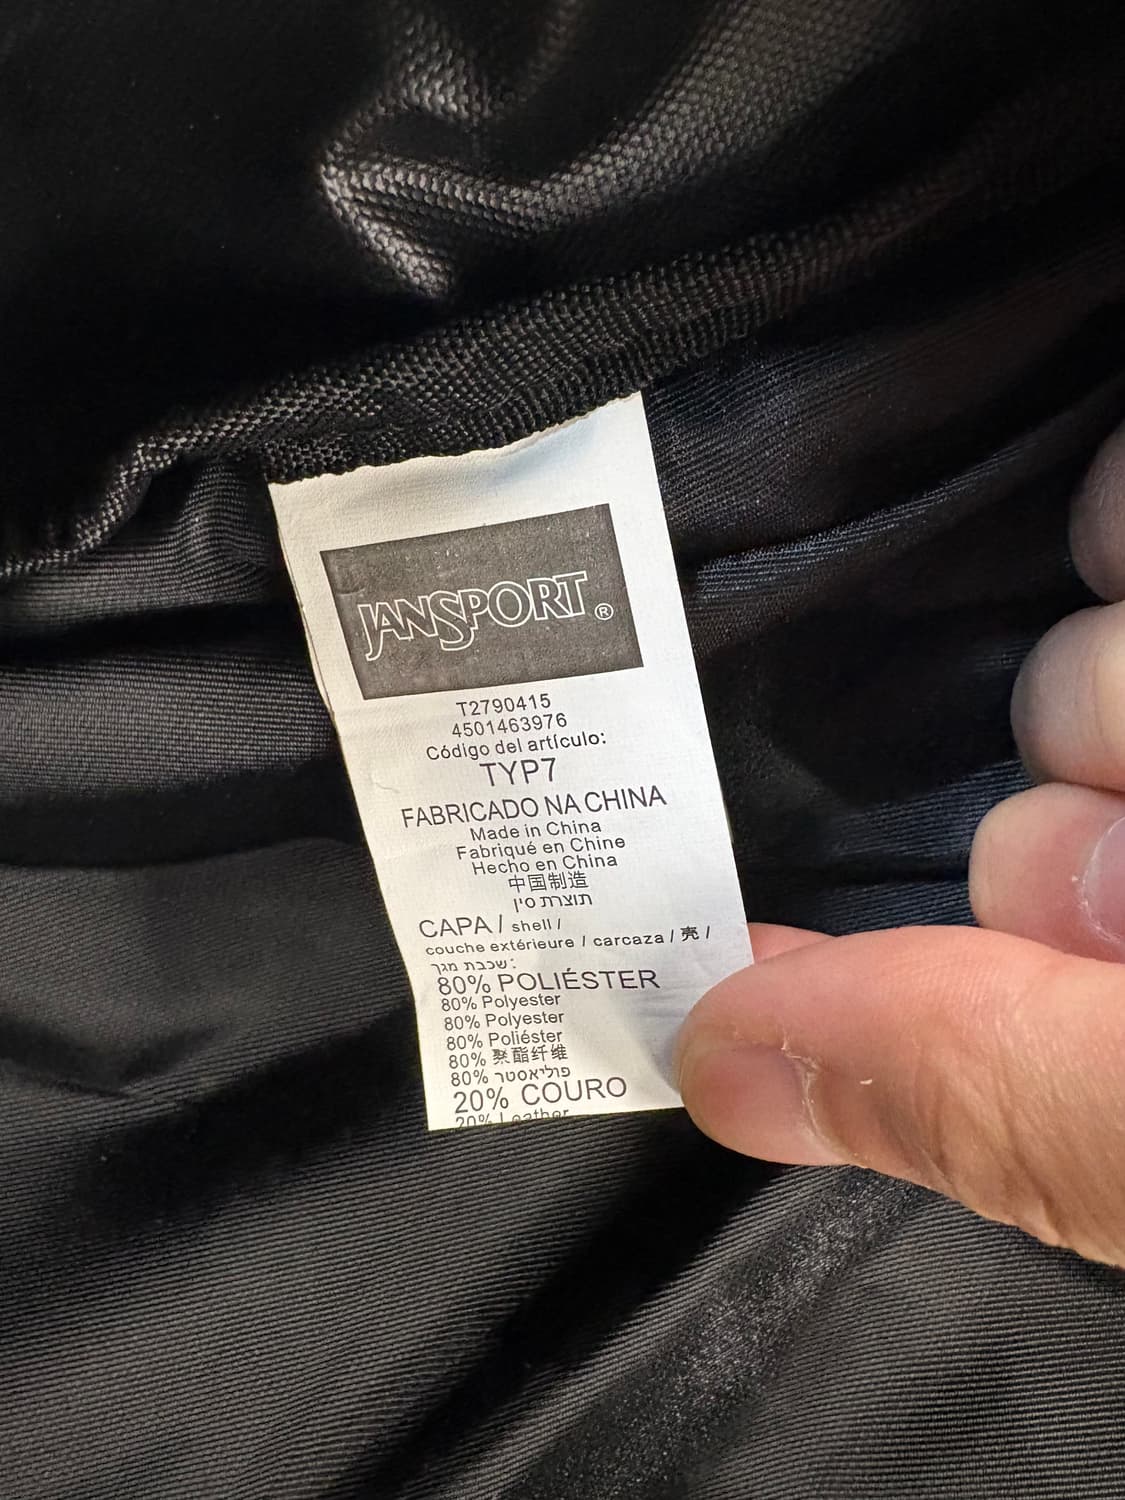 JANSPORT®
T2790415
4501463976
Código del artículo:
TYP7
FABRICADO NA CHINA
Made in China
Fabriqué en Chine
Hecho en China
中国制造
תוצרת סין
CAPA / shell /
couche extérieure / carcaza / 壳 /
שכבת מגן:
80% POLIÉSTER
80% Polyester
80% Polyester
80% Poliéster
80% 聚酯纤维
80% פוליאסטר
20% COURO
20% Leather